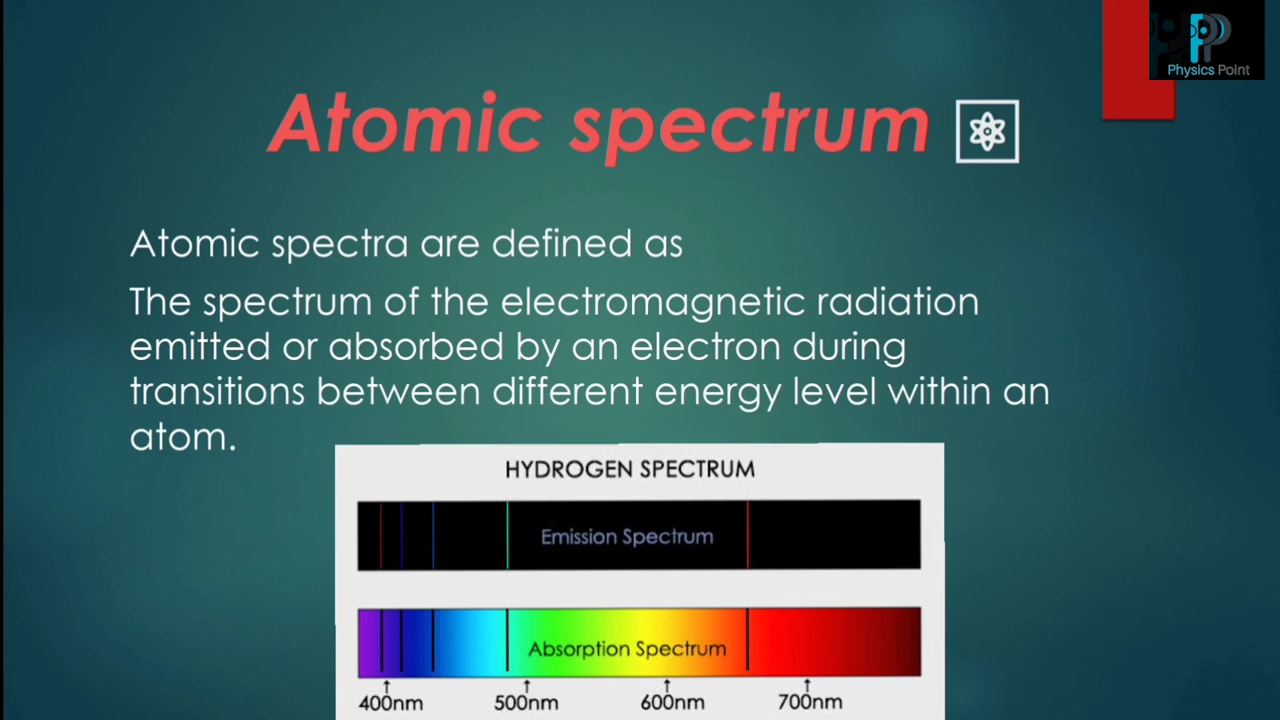 Physics Point
Atomic spectrum
Atomic spectra are defined as
The spectrum of the electromagnetic radiation
emitted or absorbed by an electron during
transitions between different energy level within an
atom.
HYDROGEN SPECTRUM
Emission Spectrum
Absorption Spectrum
400nm 500nm 600nm 700nm